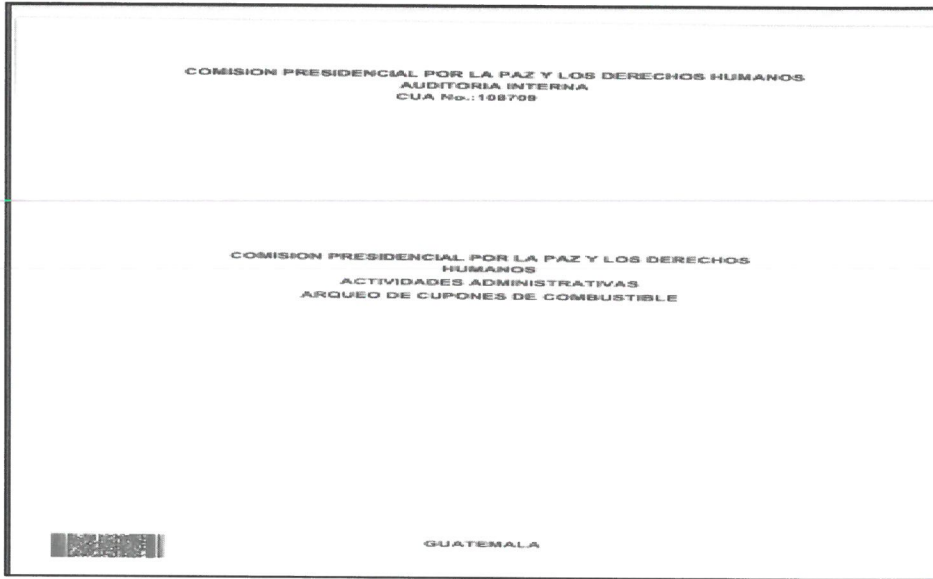 COMISION PRESIDENCIAL POR LA PAZ Y LOS DERECHOS HUMANOS
AUDITORIA INTERNA
CUA No.:108709
COMISION PRESIDENCIAL POR LA PAZ Y LOS DERECHOS
HUMANOS
ACTIVIDADES ADMINISTRATIVAS
ARQUEO DE CUPONES DE COMBUSTIBLE
GUATEMALA